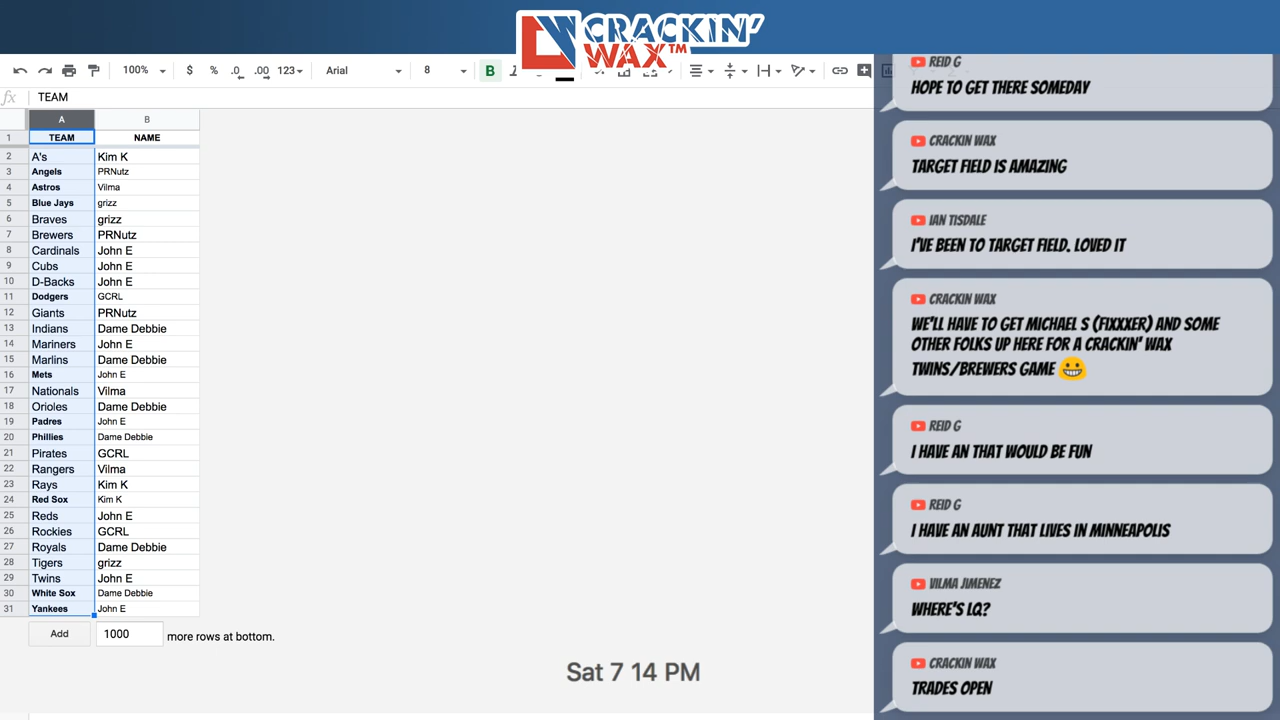 CRACKIN'
WAX™
100%
$ % .0 .00 123
Arial
8
B
fx TEAM
A B
1 TEAM NAME
2 A's Kim K
3 Angels PRNutz
4 Astros Vilma
5 Blue Jays grizz
6 Braves grizz
7 Brewers PRNutz
8 Cardinals John E
9 Cubs John E
10 D-Backs John E
11 Dodgers GCRL
12 Giants PRNutz
13 Indians Dame Debbie
14 Mariners John E
15 Marlins Dame Debbie
16 Mets John E
17 Nationals Vilma
18 Orioles Dame Debbie
19 Padres John E
20 Phillies Dame Debbie
21 Pirates GCRL
22 Rangers Vilma
23 Rays Kim K
24 Red Sox Kim K
25 Reds John E
26 Rockies GCRL
27 Royals Dame Debbie
28 Tigers grizz
29 Twins John E
30 White Sox Dame Debbie
31 Yankees John E
Add 1000 more rows at bottom.
Sat 7 14 PM
REID G
HOPE TO GET THERE SOMEDAY
CRACKIN WAX
TARGET FIELD IS AMAZING
IAN TISDALE
I'VE BEEN TO TARGET FIELD. LOVED IT
CRACKIN WAX
WE'LL HAVE TO GET MICHAEL S (FIXXXER) AND SOME
OTHER FOLKS UP HERE FOR A CRACKIN' WAX
TWINS/BREWERS GAME 😀
REID G
I HAVE AN THAT WOULD BE FUN
REID G
I HAVE AN AUNT THAT LIVES IN MINNEAPOLIS
VILMA JIMENEZ
WHERE'S LQ?
CRACKIN WAX
TRADES OPEN